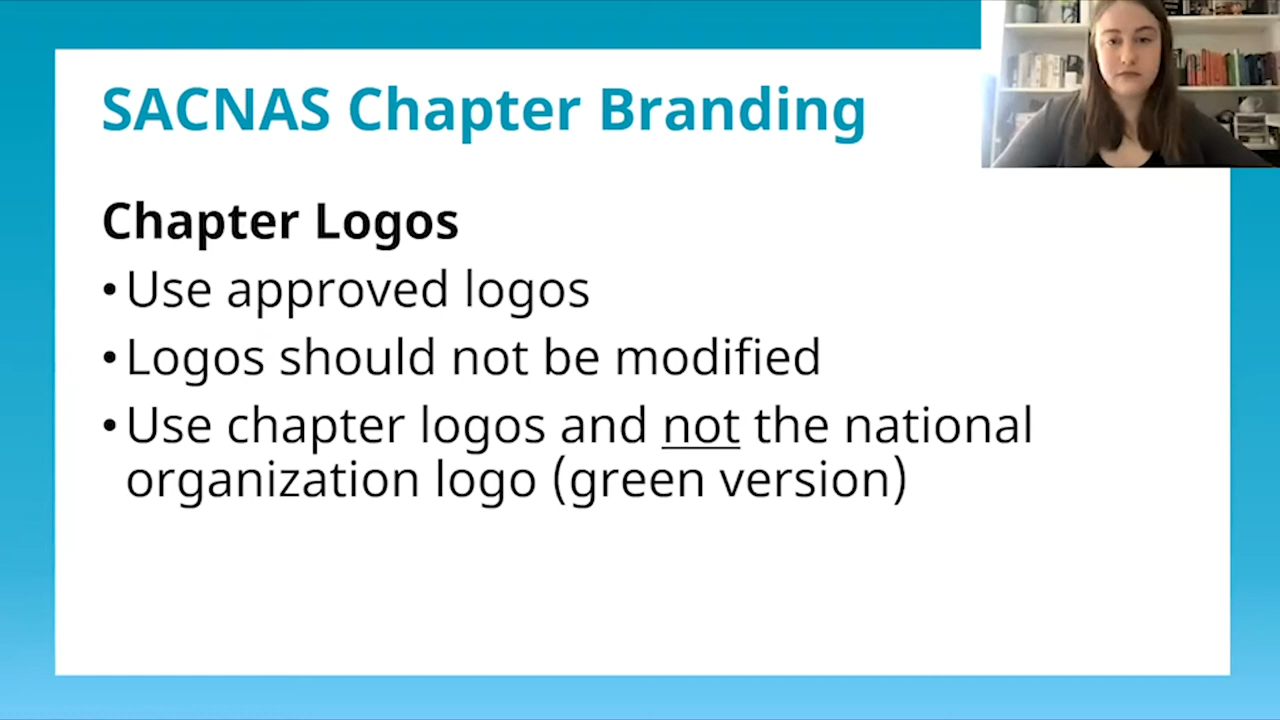 SACNAS Chapter Branding
Chapter Logos
• Use approved logos
• Logos should not be modified
• Use chapter logos and not the national
organization logo (green version)